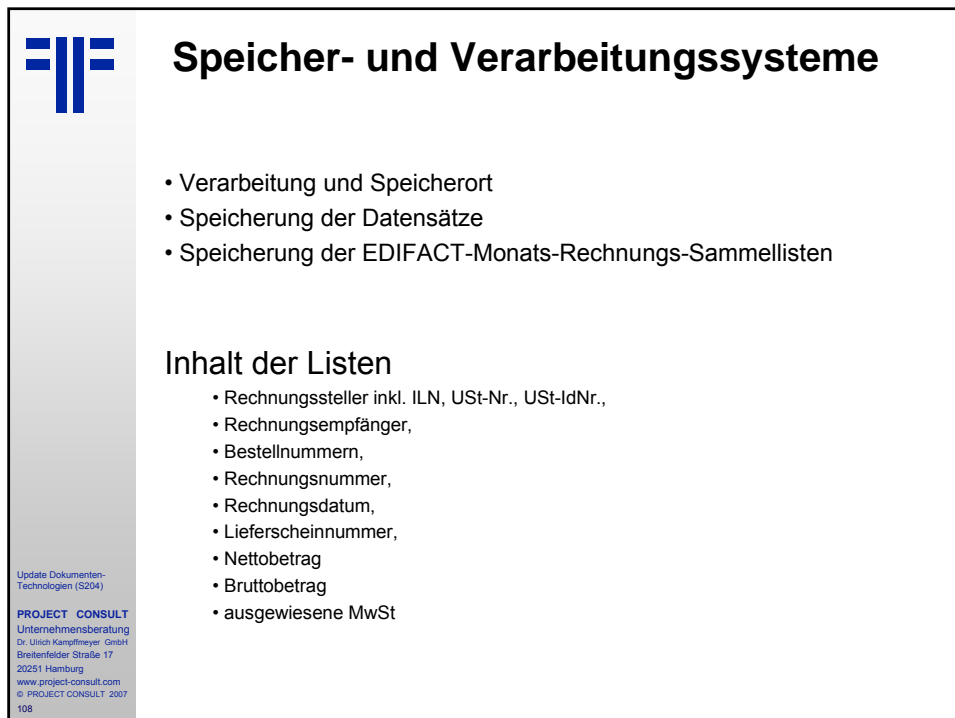 Speicher- und Verarbeitungssysteme
• Verarbeitung und Speicherort
• Speicherung der Datensätze
• Speicherung der EDIFACT-Monats-Rechnungs-Sammellisten
Inhalt der Listen
• Rechnungssteller inkl. ILN, USt-Nr., USt-IdNr.,
• Rechnungsempfänger,
• Bestellnummern,
• Rechnungsnummer,
• Rechnungsdatum,
• Lieferscheinnummer,
• Nettobetrag
• Bruttobetrag
• ausgewiesene MwSt
Update Dokumenten-
Technologien (S204)
PROJECT CONSULT
Unternehmensberatung
Dr. Ulrich Kampffmeyer GmbH
Breitenfelder Straße 17
20251 Hamburg
www.project-consult.com
© PROJECT CONSULT 2007
108